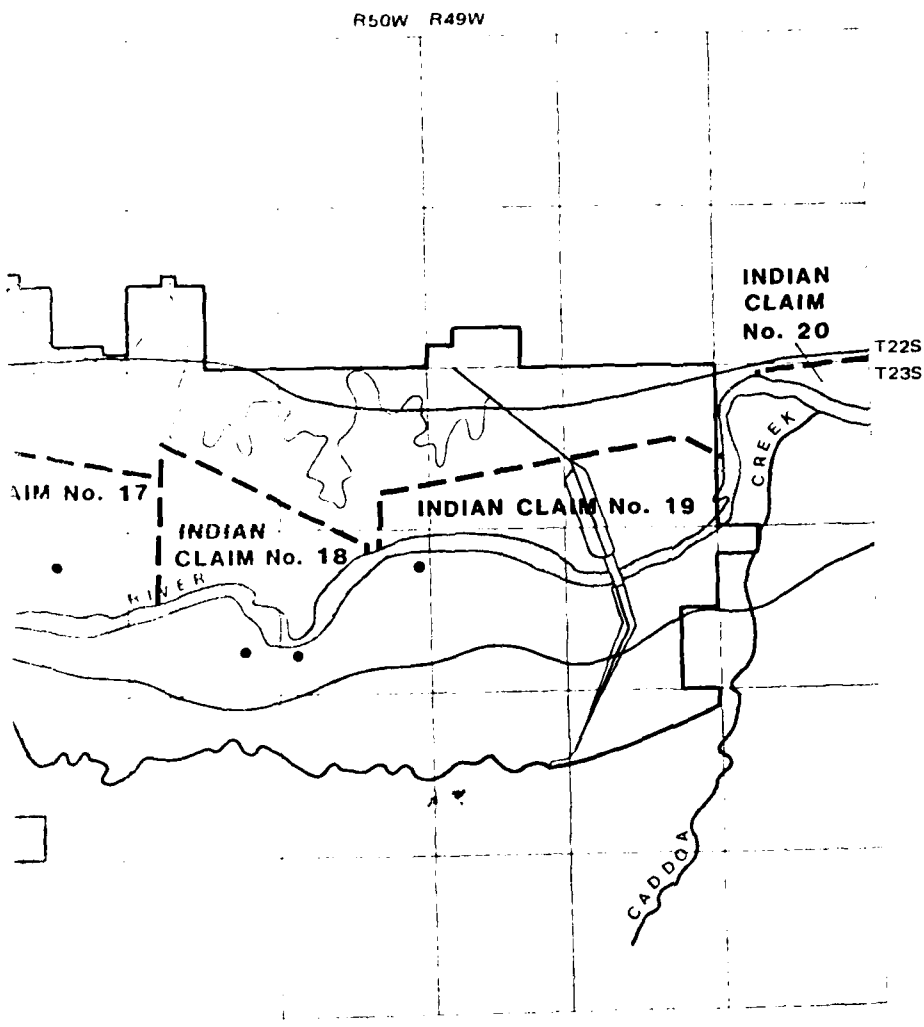 R50W R49W
INDIAN
CLAIM
No. 20
T22S
T23S
CREEK
AIM No. 17
INDIAN CLAIM No. 19
INDIAN
CLAIM No. 18
RIVER
CADDOA